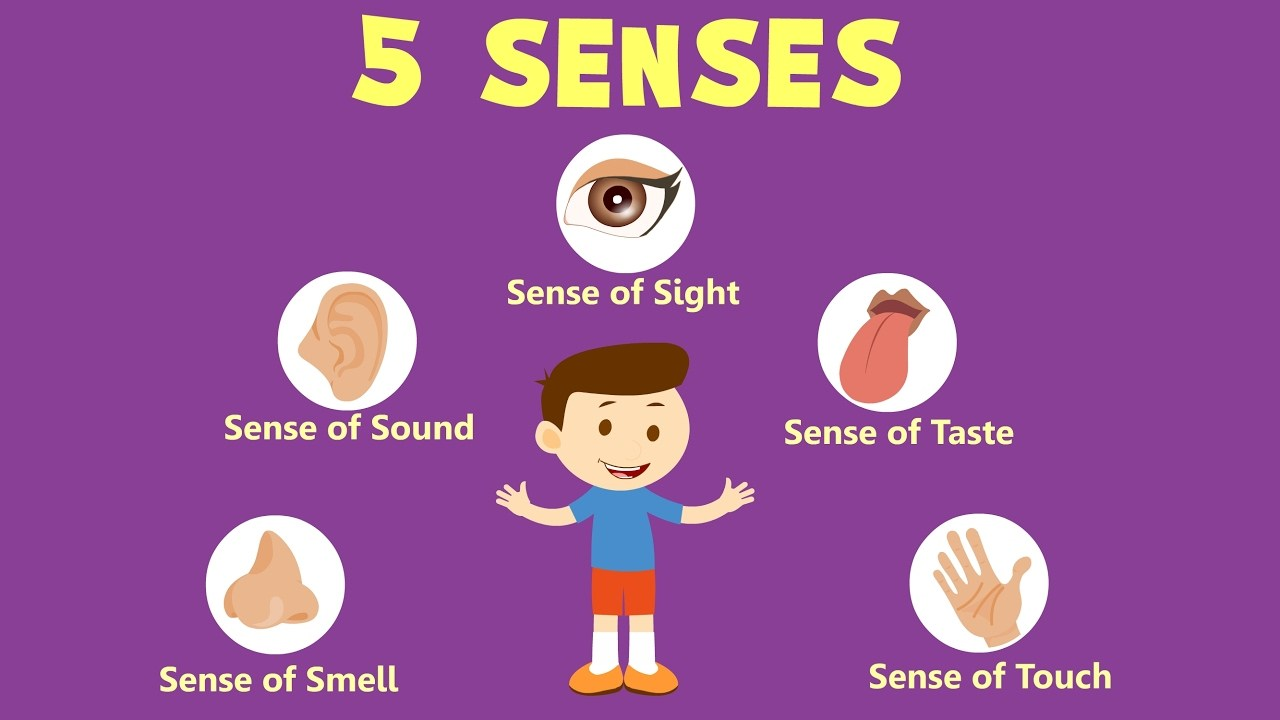 5 SENSES
Sense of Sight
Sense of Sound
Sense of Taste
Sense of Smell
Sense of Touch